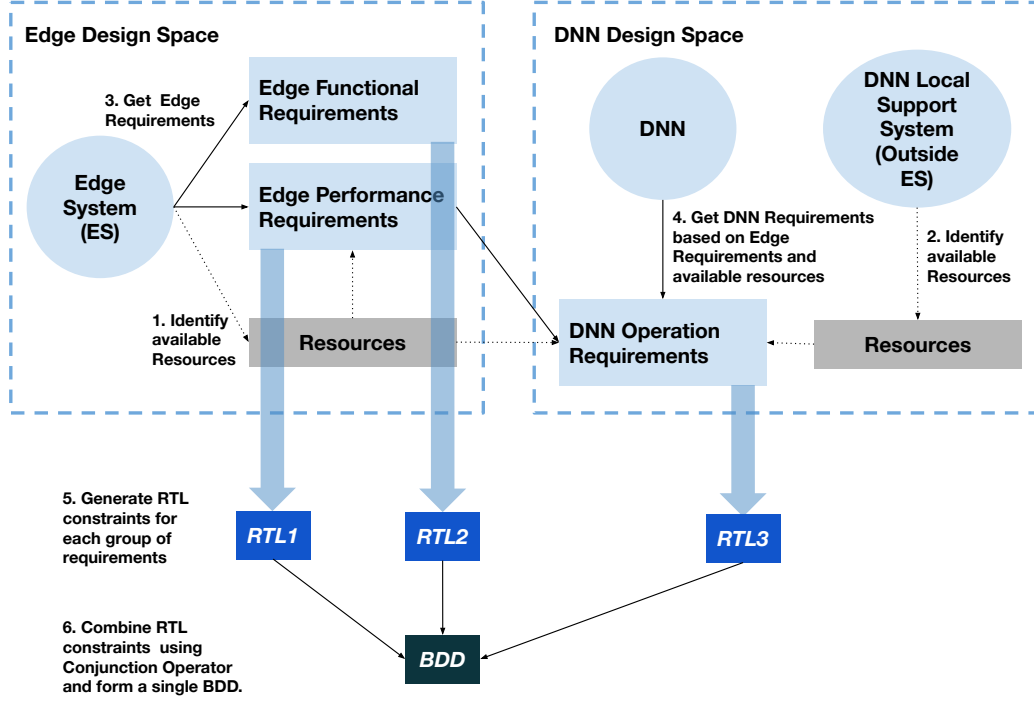 Edge Design Space
DNN Design Space
3. Get Edge
Requirements
Edge Functional
Requirements
Edge
System
(ES)
Edge Performance
Requirements
1. Identify
available
Resources
Resources
DNN
DNN Local
Support
System
(Outside
ES)
4. Get DNN Requirements
based on Edge
Requirements and
available resources
2. Identify
available
Resources
DNN Operation
Requirements
Resources
5. Generate RTL
constraints for
each group of
requirements
RTL1
RTL2
RTL3
6. Combine RTL
constraints using
Conjunction Operator
and form a single BDD.
BDD